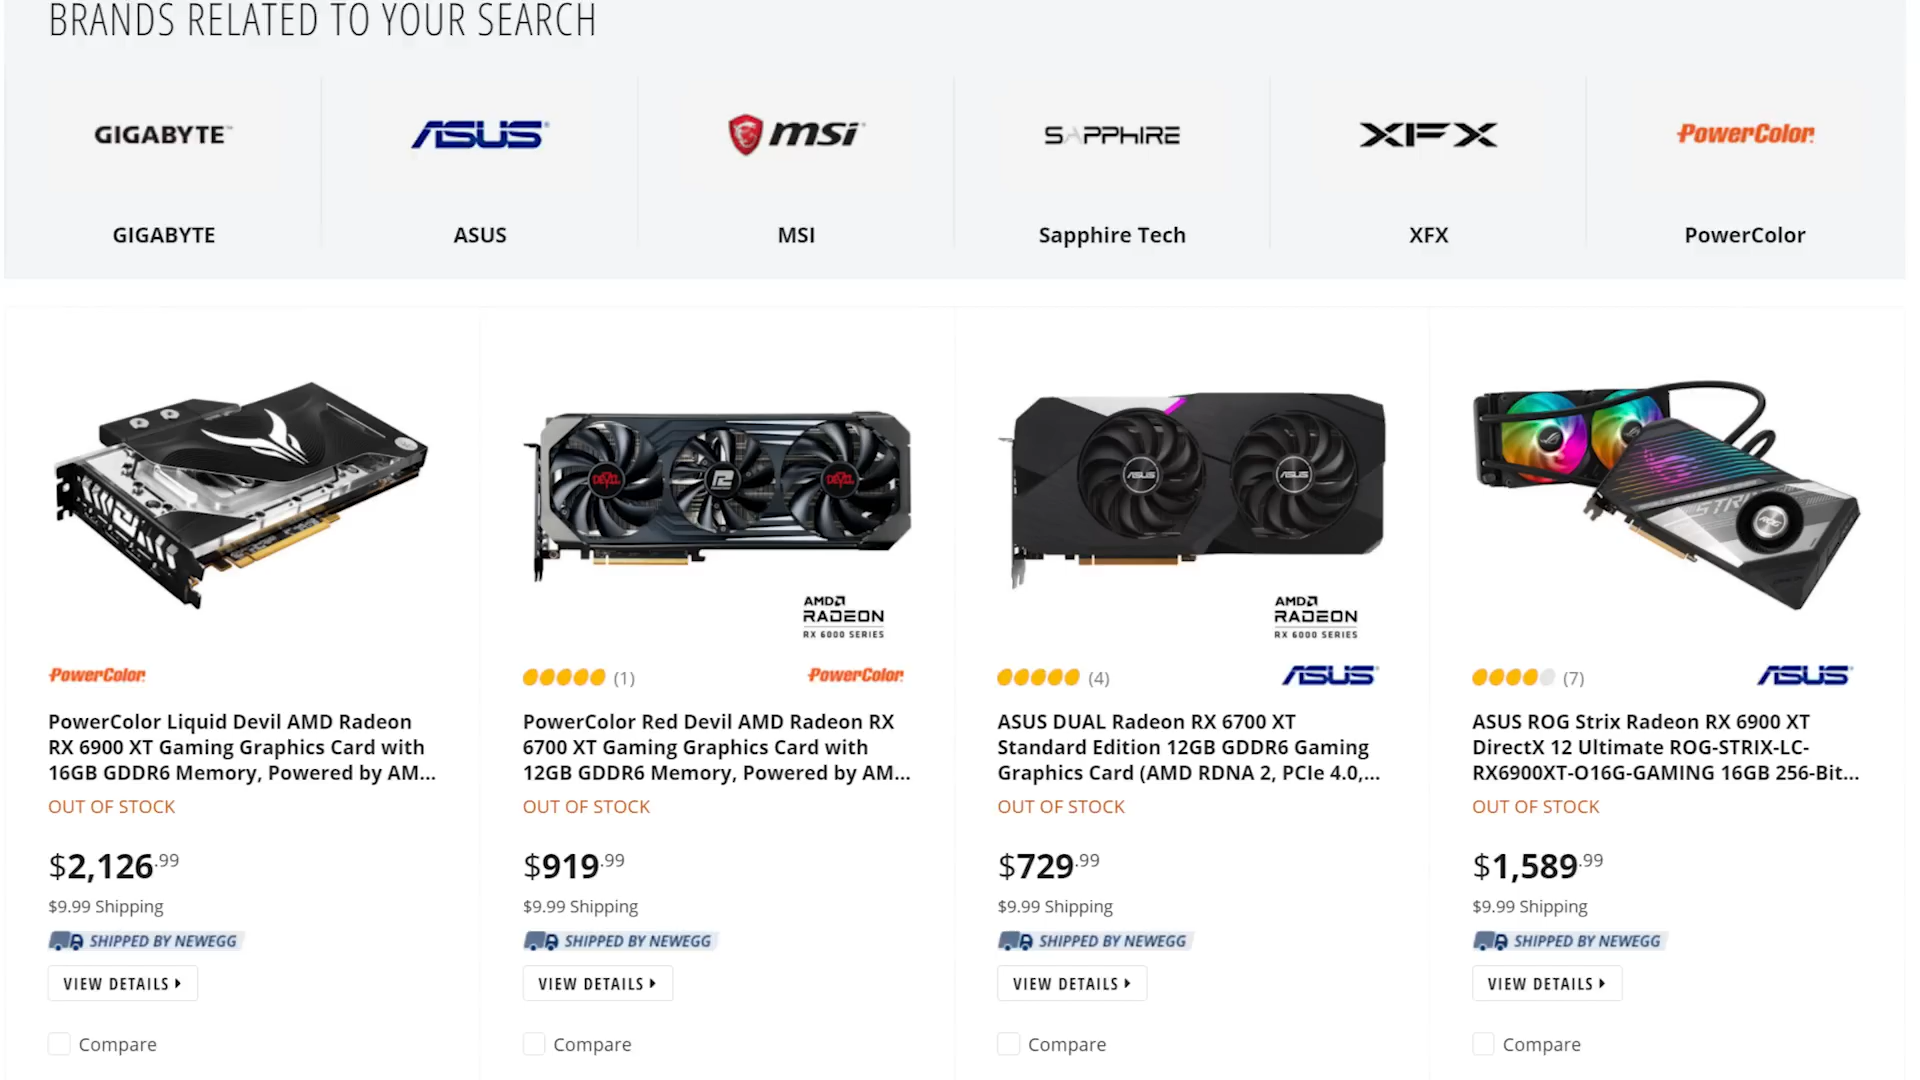 BRANDS RELATED TO YOUR SEARCH
GIGABYTE™
ASUS
msi
SAPPHIRE
XFX
PowerColor
GIGABYTE
ASUS
MSI
Sapphire Tech
XFX
PowerColor
DEVIL
DEVIL
ASUS
ASUS
STRIX
ROG
AMD
RADEON
RX 6000 SERIES
AMD
RADEON
RX 6000 SERIES
PowerColor
PowerColor Liquid Devil AMD Radeon
RX 6900 XT Gaming Graphics Card with
16GB GDDR6 Memory, Powered by AM...
OUT OF STOCK
$2,126.99
$9.99 Shipping
SHIPPED BY NEWEGG
VIEW DETAILS
Compare
(1)
PowerColor
PowerColor Red Devil AMD Radeon RX
6700 XT Gaming Graphics Card with
12GB GDDR6 Memory, Powered by AM...
OUT OF STOCK
$919.99
$9.99 Shipping
SHIPPED BY NEWEGG
VIEW DETAILS
Compare
(4)
ASUS
ASUS DUAL Radeon RX 6700 XT
Standard Edition 12GB GDDR6 Gaming
Graphics Card (AMD RDNA 2, PCIe 4.0,...
OUT OF STOCK
$729.99
$9.99 Shipping
SHIPPED BY NEWEGG
VIEW DETAILS
Compare
(7)
ASUS
ASUS ROG Strix Radeon RX 6900 XT
DirectX 12 Ultimate ROG-STRIX-LC-
RX6900XT-O16G-GAMING 16GB 256-Bit...
OUT OF STOCK
$1,589.99
$9.99 Shipping
SHIPPED BY NEWEGG
VIEW DETAILS
Compare